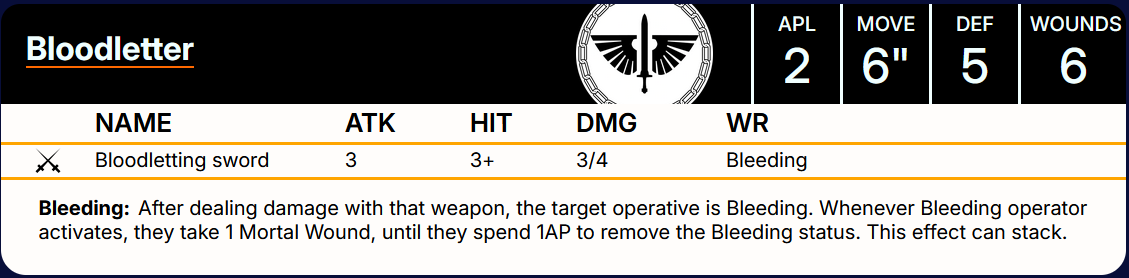 Bloodletter
APL MOVE DEF WOUNDS
2 6" 5 6
NAME ATK HIT DMG WR
Bloodletting sword 3 3+ 3/4 Bleeding
Bleeding: After dealing damage with that weapon, the target operative is Bleeding. Whenever Bleeding operator
activates, they take 1 Mortal Wound, until they spend 1AP to remove the Bleeding status. This effect can stack.